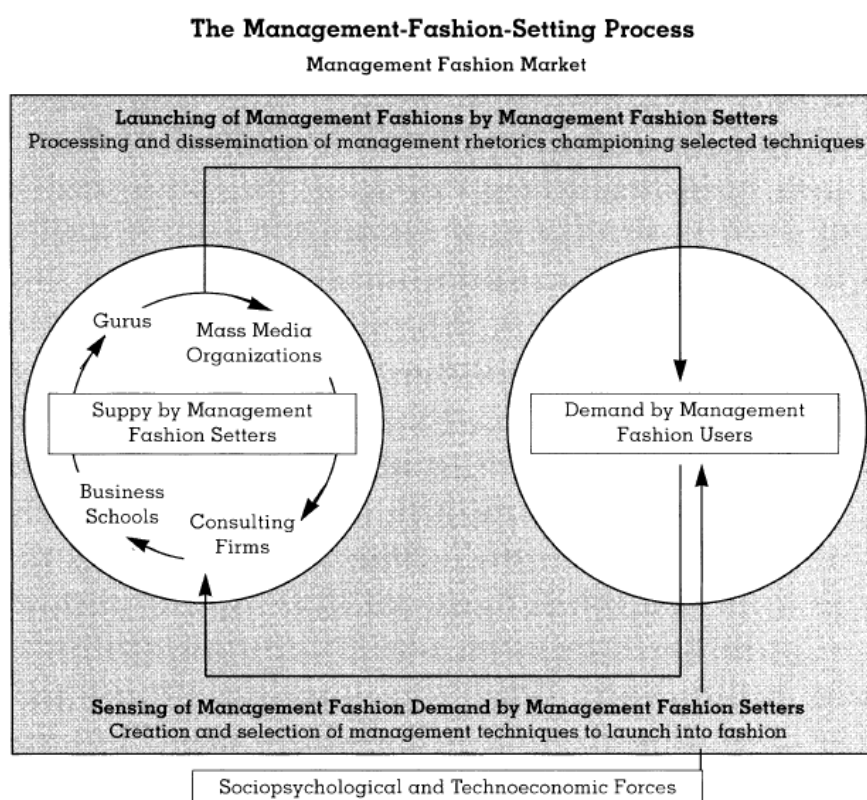 The Management-Fashion-Setting Process
Management Fashion Market
Launching of Management Fashions by Management Fashion Setters
Processing and dissemination of management rhetorics championing selected techniques
Gurus
Mass Media
Organizations
Suppy by Management
Fashion Setters
Demand by Management
Fashion Users
Business
Schools
Consulting
Firms
Sensing of Management Fashion Demand by Management Fashion Setters
Creation and selection of management techniques to launch into fashion
Sociopsychological and Technoeconomic Forces